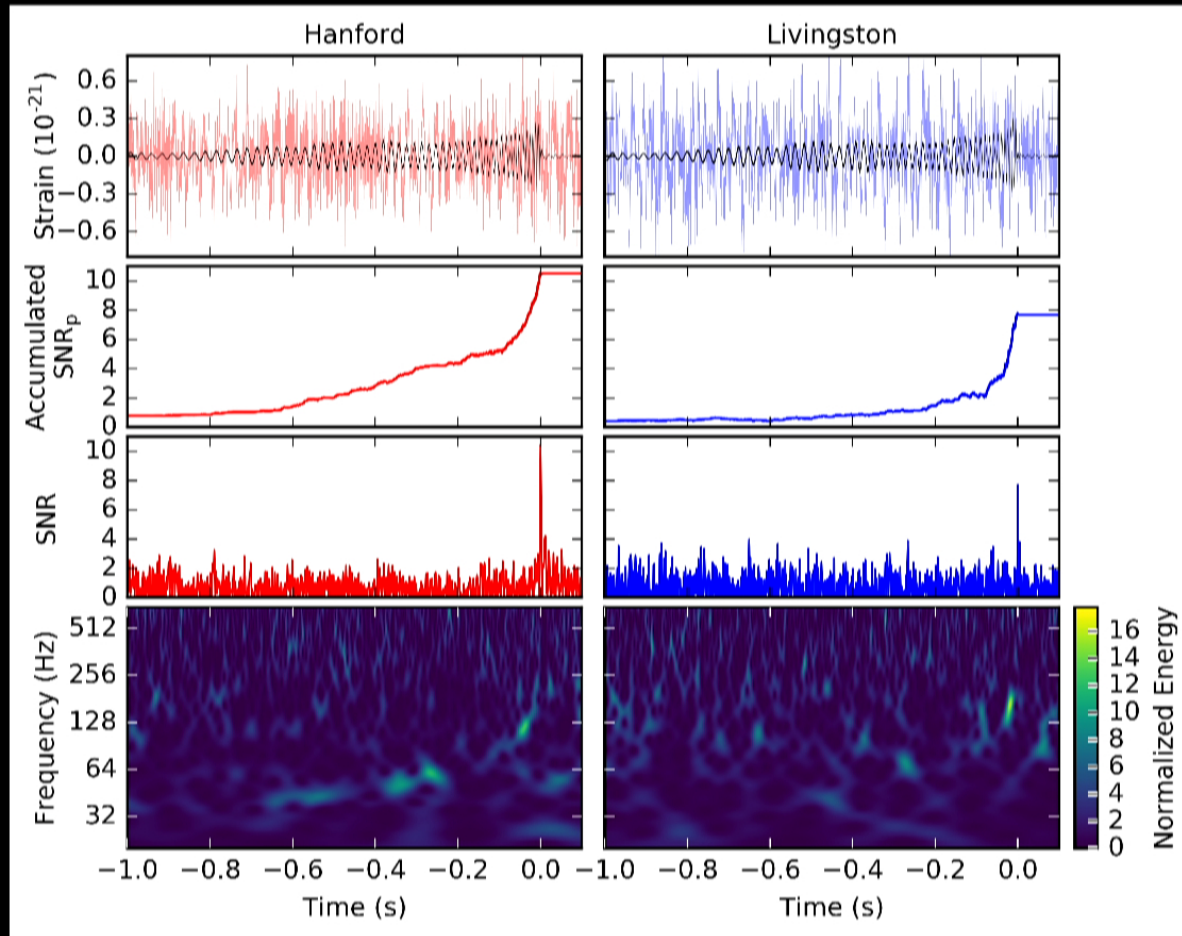 Hanford
Livingston
Strain (10⁻²¹)
0.6
0.3
0.0
−0.3
−0.6
Accumulated
SNRₚ
10
8
6
4
2
0
SNR
10
8
6
4
2
0
Frequency (Hz)
512
256
128
64
32
−1.0 −0.8 −0.6 −0.4 −0.2 0.0
−1.0 −0.8 −0.6 −0.4 −0.2 0.0
Time (s)
Time (s)
16
14
12
10
8
6
4
2
0
Normalized Energy